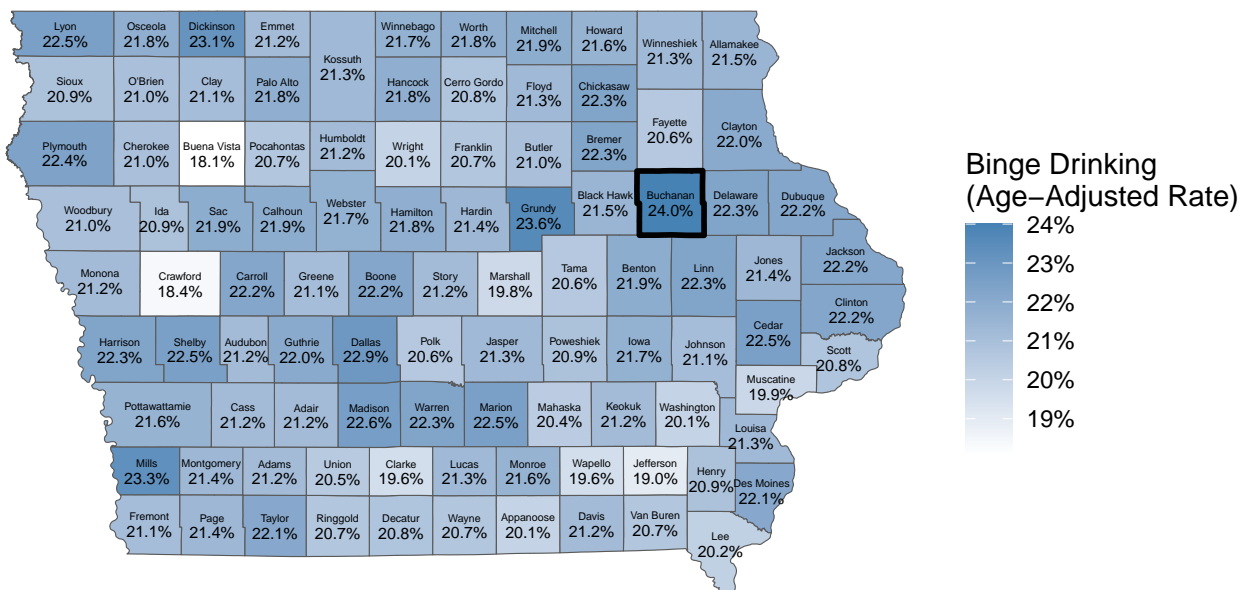 Lyon
22.5%
Osceola
21.8%
Dickinson
23.1%
Emmet
21.2%
Kossuth
21.3%
Winnebago
21.7%
Worth
21.8%
Mitchell
21.9%
Howard
21.6%
Winneshiek
21.3%
Allamakee
21.5%
Sioux
20.9%
O'Brien
21.0%
Clay
21.1%
Palo Alto
21.8%
Hancock
21.8%
Cerro Gordo
20.8%
Floyd
21.3%
Chickasaw
22.3%
Plymouth
22.4%
Cherokee
21.0%
Buena Vista
18.1%
Pocahontas
20.7%
Humboldt
21.2%
Wright
20.1%
Franklin
20.7%
Butler
21.0%
Bremer
22.3%
Fayette
20.6%
Clayton
22.0%
Woodbury
21.0%
Ida
20.9%
Sac
21.9%
Calhoun
21.9%
Webster
21.7%
Hamilton
21.8%
Hardin
21.4%
Grundy
23.6%
Black Hawk
21.5%
Buchanan
24.0%
Delaware
22.3%
Dubuque
22.2%
Monona
21.2%
Crawford
18.4%
Carroll
22.2%
Greene
21.1%
Boone
22.2%
Story
21.2%
Marshall
19.8%
Tama
20.6%
Benton
21.9%
Linn
22.3%
Jones
21.4%
Jackson
22.2%
Clinton
22.2%
Harrison
22.3%
Shelby
22.5%
Audubon
21.2%
Guthrie
22.0%
Dallas
22.9%
Polk
20.6%
Jasper
21.3%
Poweshiek
20.9%
Iowa
21.7%
Johnson
21.1%
Cedar
22.5%
Scott
20.8%
Muscatine
19.9%
Pottawattamie
21.6%
Cass
21.2%
Adair
21.2%
Madison
22.6%
Warren
22.3%
Marion
22.5%
Mahaska
20.4%
Keokuk
21.2%
Washington
20.1%
Louisa
21.3%
Mills
23.3%
Montgomery
21.4%
Adams
21.2%
Union
20.5%
Clarke
19.6%
Lucas
21.3%
Monroe
21.6%
Wapello
19.6%
Jefferson
19.0%
Henry
20.9%
Des Moines
22.1%
Fremont
21.1%
Page
21.4%
Taylor
22.1%
Ringgold
20.7%
Decatur
20.8%
Wayne
20.7%
Appanoose
20.1%
Davis
21.2%
Van Buren
20.7%
Lee
20.2%
Binge Drinking
(Age−Adjusted Rate)
24%
23%
22%
21%
20%
19%